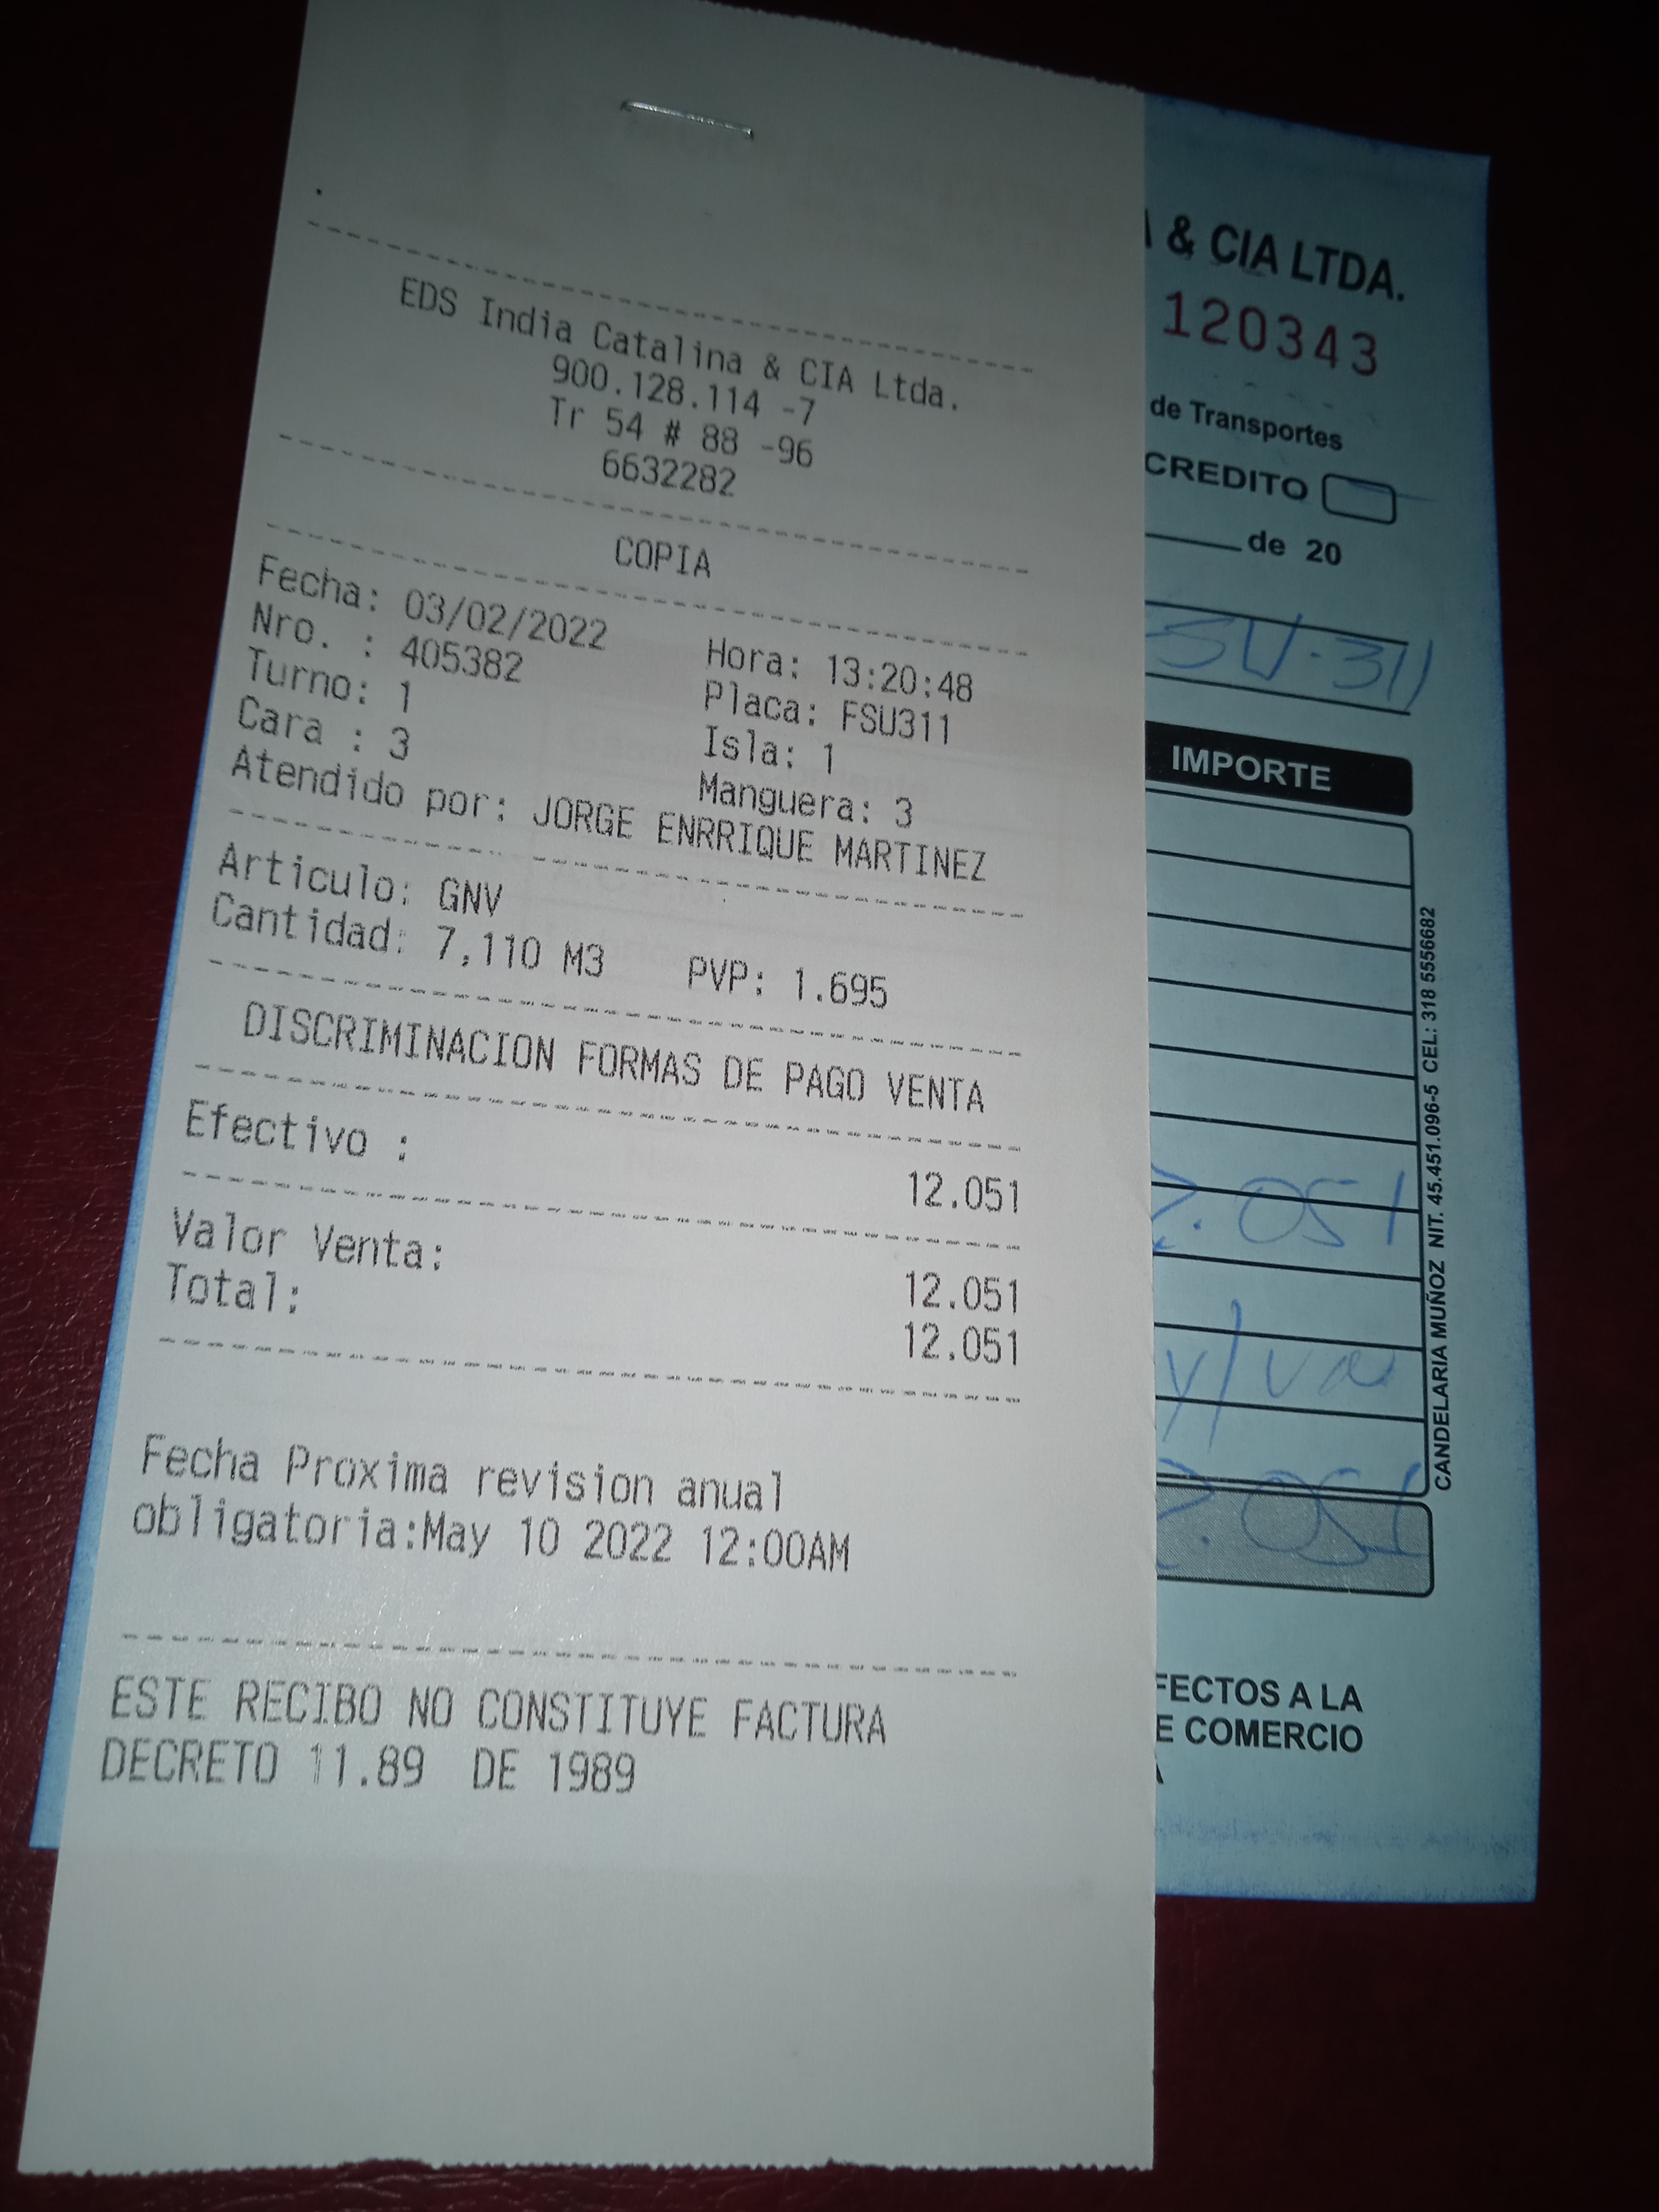 EDS India Catalina & CIA Ltda.
900.128.114 -7
Tr 54 # 88 -96
6632282
COPIA
Fecha: 03/02/2022 Hora: 13:20:48
Nro. : 405382 Placa: FSU311
Turno: 1 Isla: 1
Cara : 3 Manguera: 3
Atendido por: JORGE ENRRIQUE MARTINEZ
Articulo: GNV
Cantidad: 7,110 M3 PVP: 1.695
DISCRIMINACION FORMAS DE PAGO VENTA
Efectivo : 12.051
Valor Venta: 12.051
Total: 12.051
Fecha Proxima revision anual
obligatoria:May 10 2022 12:00AM
ESTE RECIBO NO CONSTITUYE FACTURA
DECRETO 11.89 DE 1989
& CIA LTDA.
120343
de Transportes
CREDITO
de 20
311
IMPORTE
.051
.051
FECTOS A LA
E COMERCIO
CANDELARIA MUÑOZ NIT. 45.451.096-5 CEL: 318 5556682